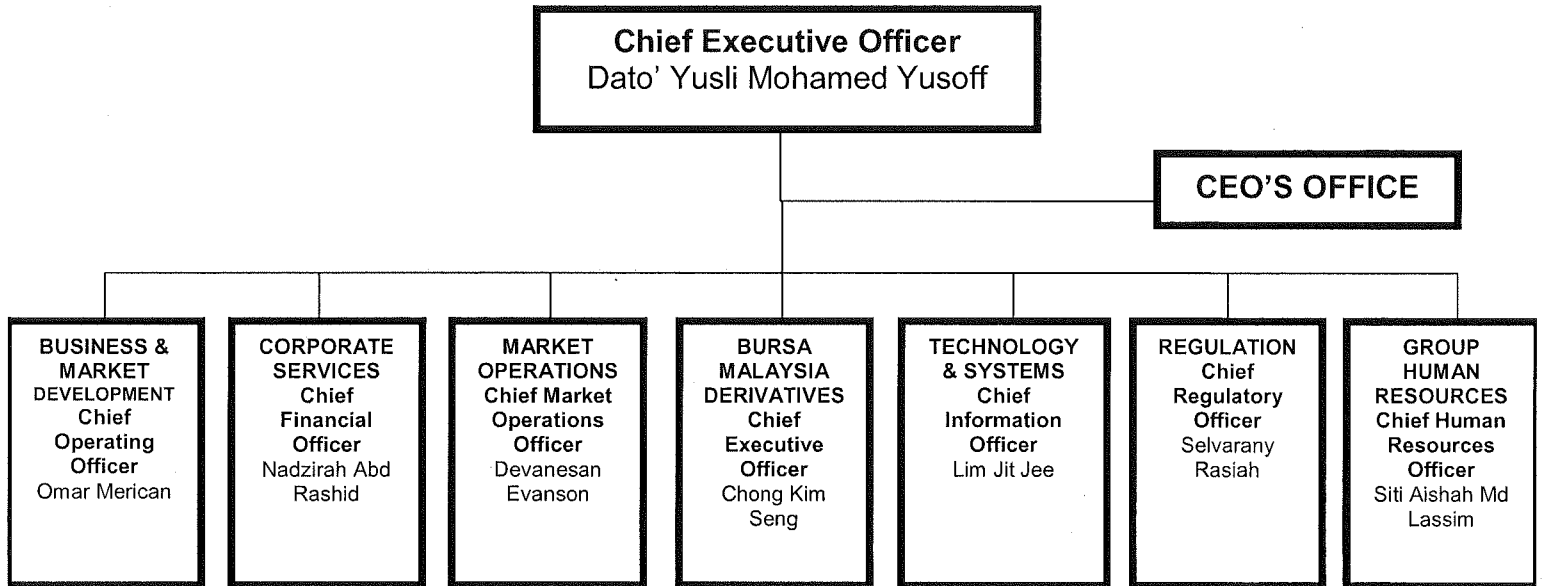 Chief Executive Officer
Dato' Yusli Mohamed Yusoff
CEO'S OFFICE
BUSINESS &
MARKET
DEVELOPMENT
Chief
Operating
Officer
Omar Merican
CORPORATE
SERVICES
Chief
Financial
Officer
Nadzirah Abd
Rashid
MARKET
OPERATIONS
Chief Market
Operations
Officer
Devanesan
Evanson
BURSA
MALAYSIA
DERIVATIVES
Chief
Executive
Officer
Chong Kim
Seng
TECHNOLOGY
& SYSTEMS
Chief
Information
Officer
Lim Jit Jee
REGULATION
Chief
Regulatory
Officer
Selvarany
Rasiah
GROUP
HUMAN
RESOURCES
Chief Human
Resources
Officer
Siti Aishah Md
Lassim